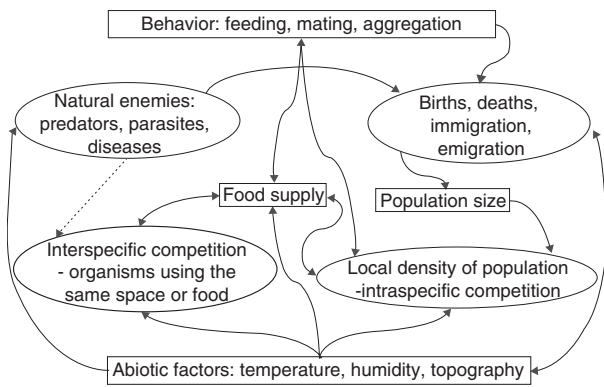 Behavior: feeding, mating, aggregation
Natural enemies:
predators, parasites,
diseases
Births, deaths,
immigration,
emigration
Food supply
Population size
Interspecific competition
- organisms using the
same space or food
Local density of population
-intraspecific competition
Abiotic factors: temperature, humidity, topography